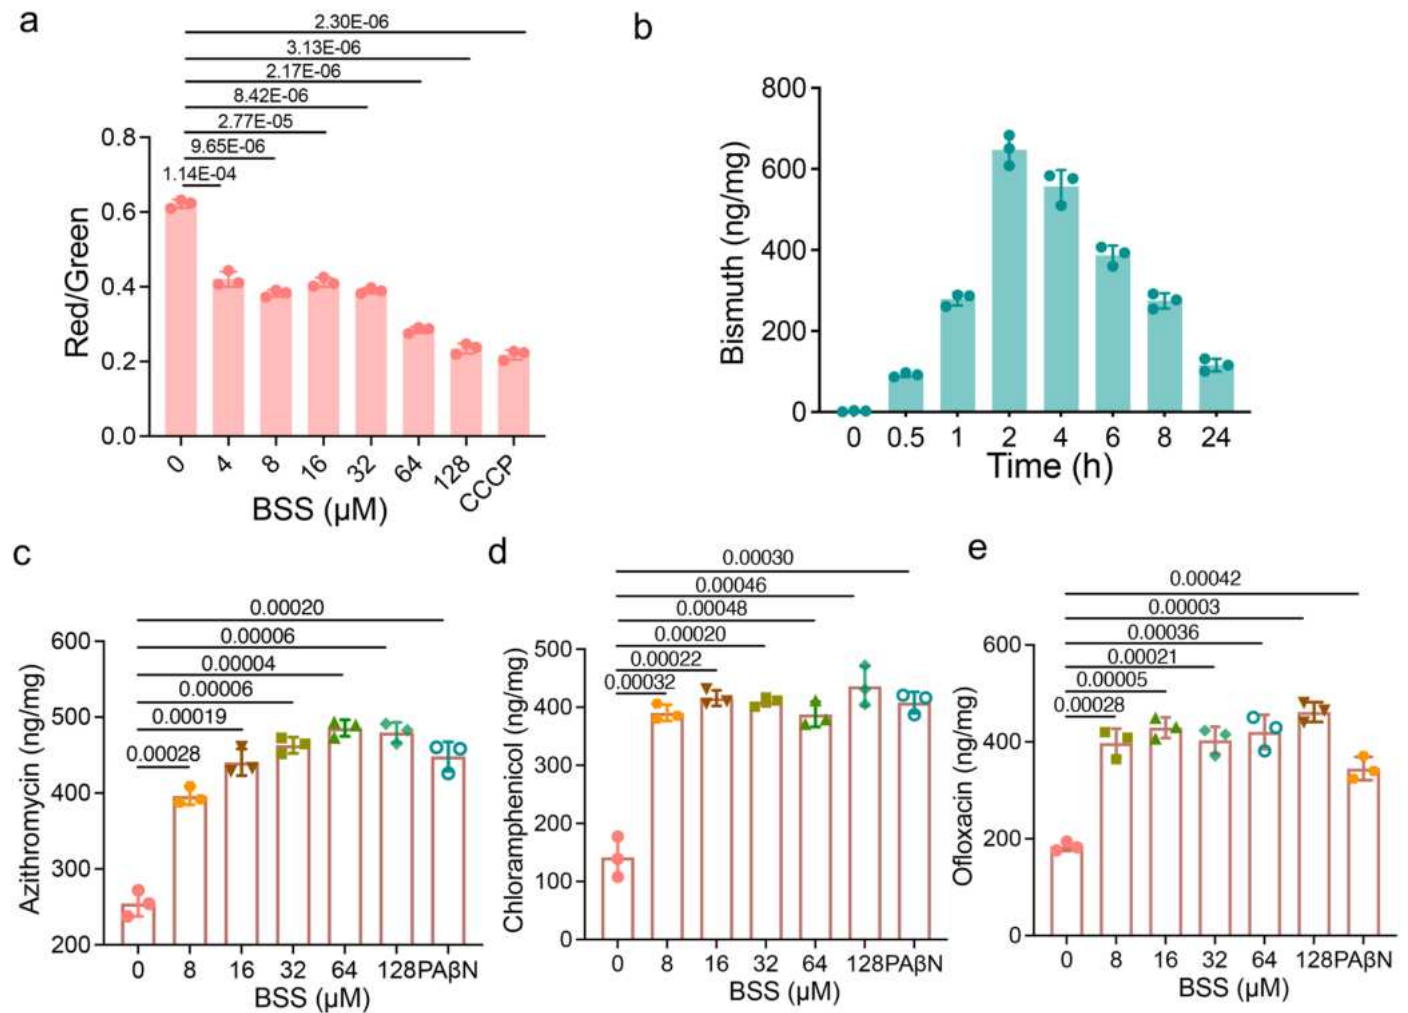 a
2.30E-06
3.13E-06
2.17E-06
8.42E-06
2.77E-05
9.65E-06
1.14E-04
0.8
0.6
0.4
0.2
0.0
Red/Green
0 4 8 16 32 64 128 CCCP
BSS (μM)
b
800
600
400
200
0
Bismuth (ng/mg)
0 0.5 1 2 4 6 8 24
Time (h)
c
0.00020
0.00006
0.00004
0.00006
0.00019
0.00028
600
500
400
300
200
Azithromycin (ng/mg)
0 8 16 32 64 128 PAβN
BSS (μM)
d
0.00030
0.00046
0.00048
0.00020
0.00022
0.00032
500
400
300
200
100
0
Chloramphenicol (ng/mg)
0 8 16 32 64 128 PAβN
BSS (μM)
e
0.00042
0.00003
0.00036
0.00021
0.00005
0.00028
600
400
200
0
Ofloxacin (ng/mg)
0 8 16 32 64 128 PAβN
BSS (μM)